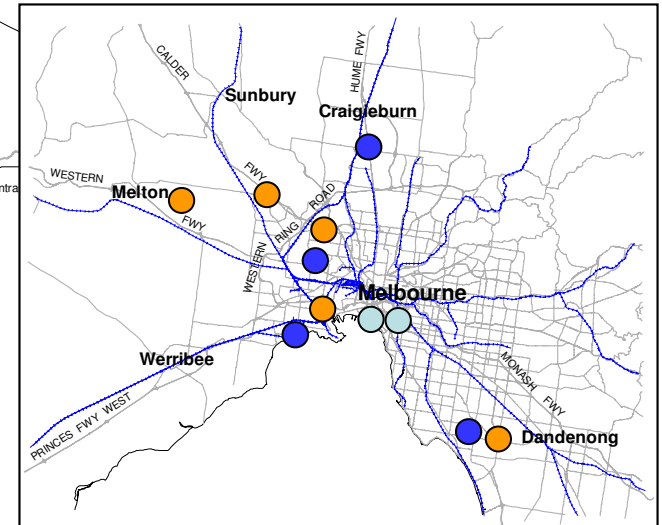 CALDER
HUME FWY
Sunbury
Craigieburn
WESTERN
Melton
FWY
FWY
RING ROAD
WESTERN
ntra
Melbourne
Werribee
MONASH FWY
PRINCES FWY WEST
Dandenong